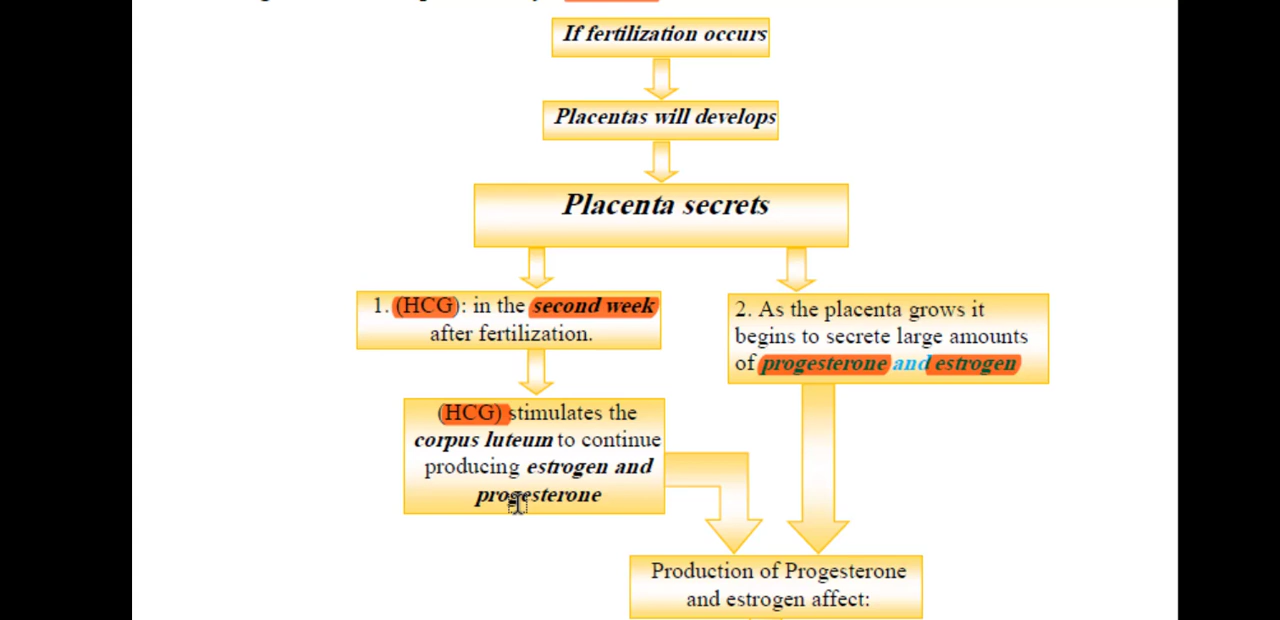 If fertilization occurs
Placentas will develops
Placenta secrets
1. (HCG): in the second week
after fertilization.
2. As the placenta grows it
begins to secrete large amounts
of progesterone and estrogen
(HCG) stimulates the
corpus luteum to continue
producing estrogen and
progesterone
Production of Progesterone
and estrogen affect: